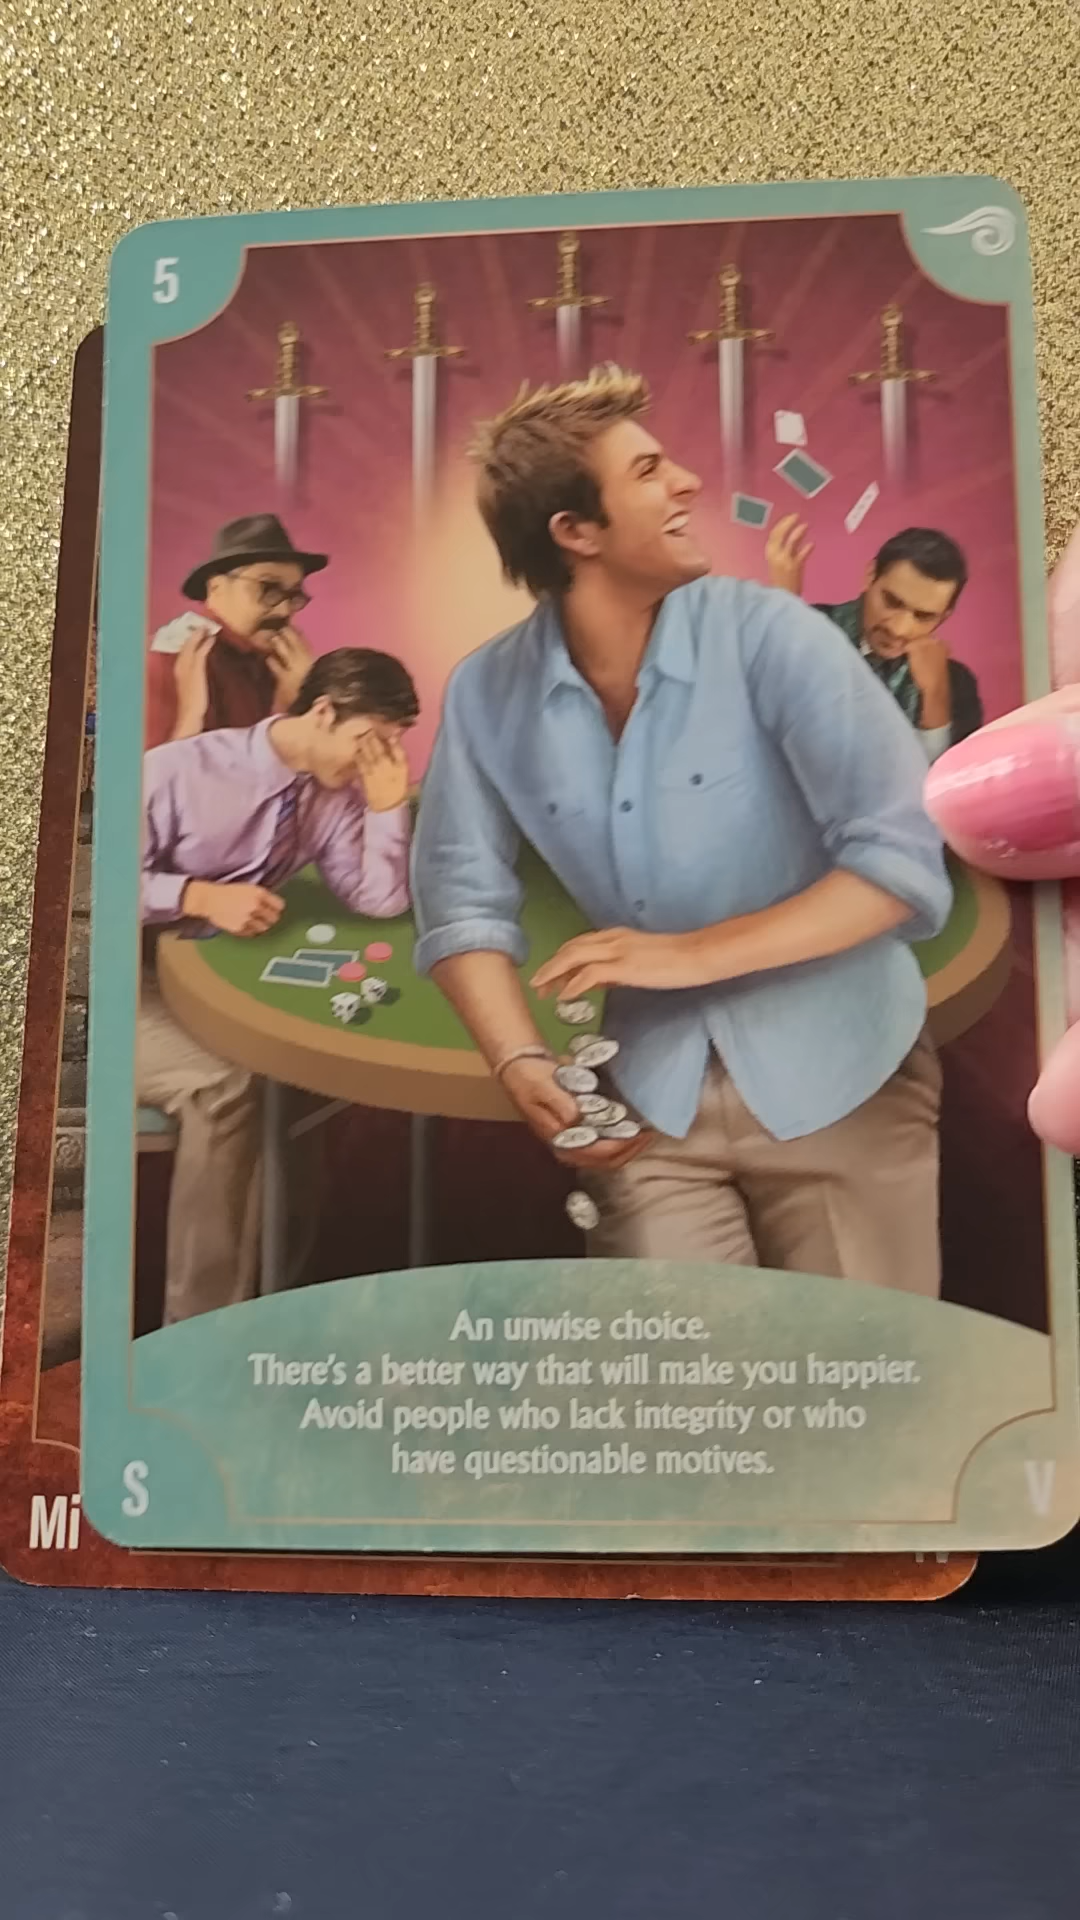 5
An unwise choice.
There's a better way that will make you happier.
Avoid people who lack integrity or who
have questionable motives.
S
V
Mi